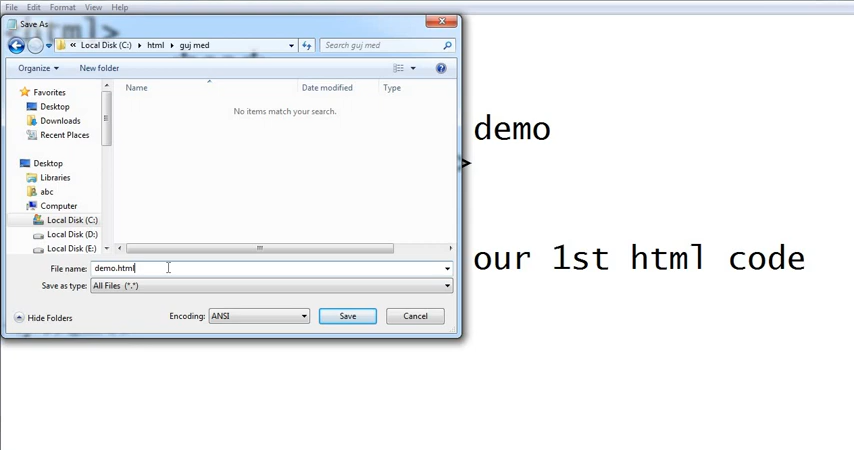 File Edit Format View Help
Save As
« Local Disk (C:) ▸ html ▸ guj med
Search guj med
Organize
New folder
Name Date modified Type
No items match your search.
Favorites
Desktop
Downloads
Recent Places
Desktop
Libraries
abc
Computer
Local Disk (C:)
Local Disk (D:)
Local Disk (E:)
File name: demo.html
Save as type: All Files (*.*)
Hide Folders
Encoding: ANSI
Save
Cancel
demo
>
our 1st html code